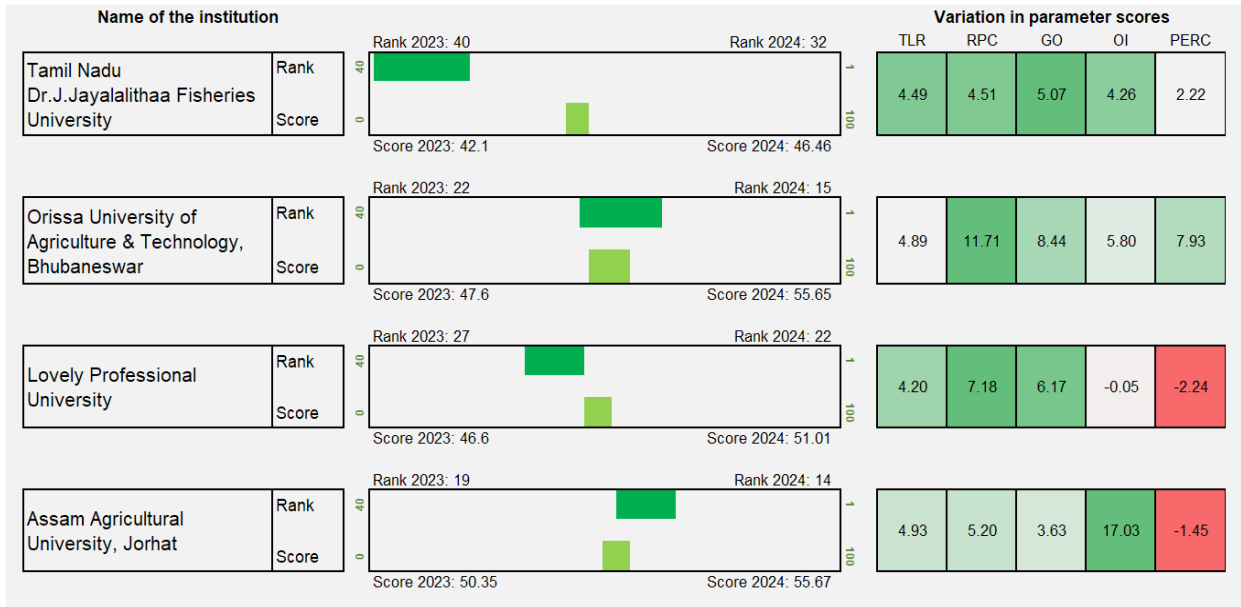 Name of the institution
Variation in parameter scores
TLR RPC GO OI PERC
Rank 2023: 40 Rank 2024: 32
Tamil Nadu
Dr.J.Jayalalithaa Fisheries
University
Rank
Score
40 1
0 100
4.49 4.51 5.07 4.26 2.22
Score 2023: 42.1 Score 2024: 46.46
Rank 2023: 22 Rank 2024: 15
Orissa University of
Agriculture & Technology,
Bhubaneswar
Rank
Score
40 1
0 100
4.89 11.71 8.44 5.80 7.93
Score 2023: 47.6 Score 2024: 55.65
Rank 2023: 27 Rank 2024: 22
Lovely Professional
University
Rank
Score
40 1
0 100
4.20 7.18 6.17 -0.05 -2.24
Score 2023: 46.6 Score 2024: 51.01
Rank 2023: 19 Rank 2024: 14
Assam Agricultural
University, Jorhat
Rank
Score
40 1
0 100
4.93 5.20 3.63 17.03 -1.45
Score 2023: 50.35 Score 2024: 55.67